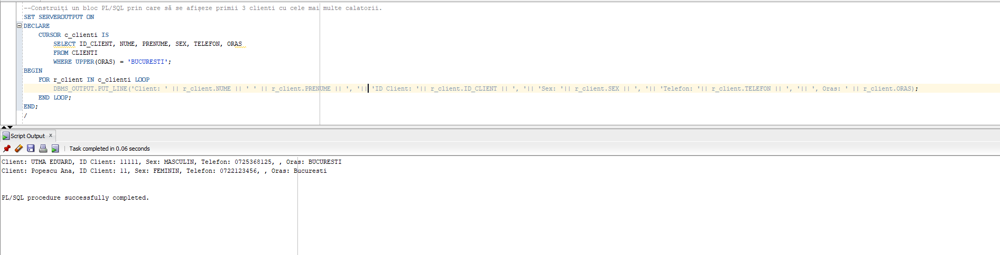 --Construiți un bloc PL/SQL prin care să se afișeze primii 3 clienti cu cele mai multe calatorii.
SET SERVEROUTPUT ON
DECLARE
CURSOR c_clienti IS
SELECT ID_CLIENT, NUME, PRENUME, SEX, TELEFON, ORAS
FROM CLIENTI
WHERE UPPER(ORAS) = 'BUCURESTI';
BEGIN
FOR r_client IN c_clienti LOOP
DBMS_OUTPUT.PUT_LINE('Client: ' || r_client.NUME || ' ' || r_client.PRENUME || ', '|| 'ID Client: '|| r_client.ID_CLIENT || ', '|| 'Sex: '|| r_client.SEX || ', '|| 'Telefon: '|| r_client.TELEFON || ', '|| ', Oras: ' || r_client.ORAS);
END LOOP;
END;
/
Script Output x
Task completed in 0.06 seconds
Client: UTMA EDUARD, ID Client: 11111, Sex: MASCULIN, Telefon: 0725368125, , Oras: BUCURESTI
Client: Popescu Ana, ID Client: 11, Sex: FEMININ, Telefon: 0722123456, , Oras: Bucuresti
PL/SQL procedure successfully completed.